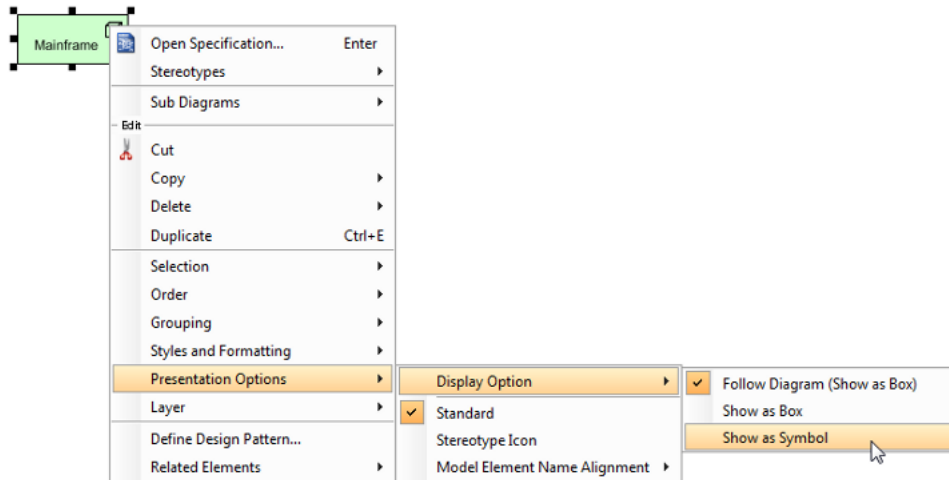 Mainframe
Open Specification... Enter
Stereotypes
Sub Diagrams
Edit
Cut
Copy
Delete
Duplicate Ctrl+E
Selection
Order
Grouping
Styles and Formatting
Presentation Options
Layer
Define Design Pattern...
Related Elements
Display Option
Standard
Stereotype Icon
Model Element Name Alignment
Follow Diagram (Show as Box)
Show as Box
Show as Symbol